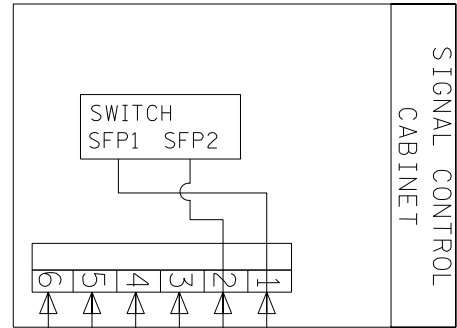 SIGNAL CONTROL
CABINET
SWITCH
SFP1 SFP2
6 5 4 3 2 1